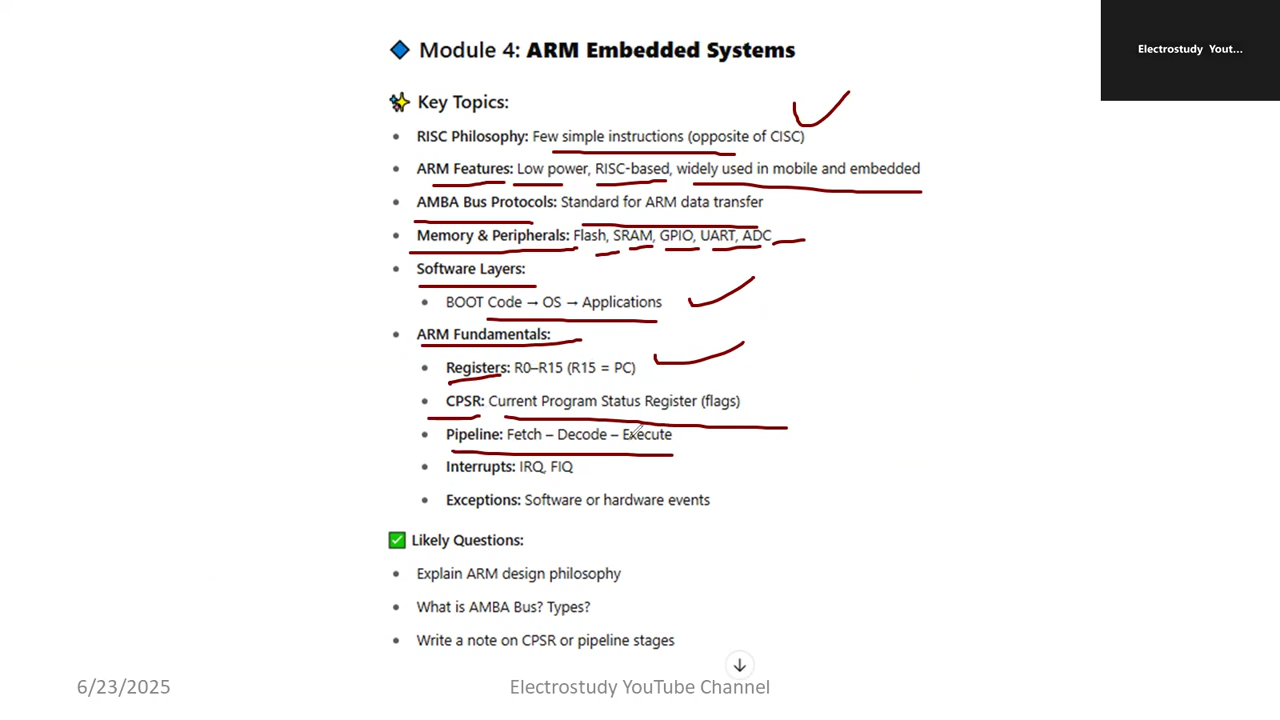 Electrostudy Yout...
Module 4: ARM Embedded Systems
Key Topics:
• RISC Philosophy: Few simple instructions (opposite of CISC)
• ARM Features: Low power, RISC-based, widely used in mobile and embedded
• AMBA Bus Protocols: Standard for ARM data transfer
• Memory & Peripherals: Flash, SRAM, GPIO, UART, ADC
• Software Layers:
• BOOT Code → OS → Applications
• ARM Fundamentals:
• Registers: R0–R15 (R15 = PC)
• CPSR: Current Program Status Register (flags)
• Pipeline: Fetch – Decode – Execute
• Interrupts: IRQ, FIQ
• Exceptions: Software or hardware events
Likely Questions:
• Explain ARM design philosophy
• What is AMBA Bus? Types?
• Write a note on CPSR or pipeline stages
6/23/2025
Electrostudy YouTube Channel